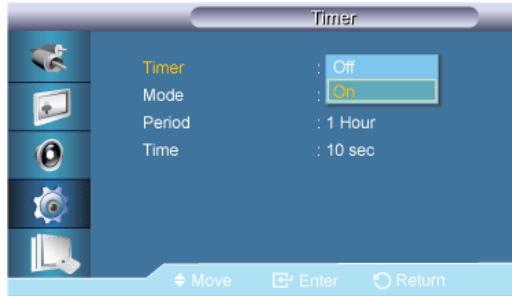 Timer
Timer : Off
Mode : On
Period : 1 Hour
Time : 10 sec
Move Enter Return